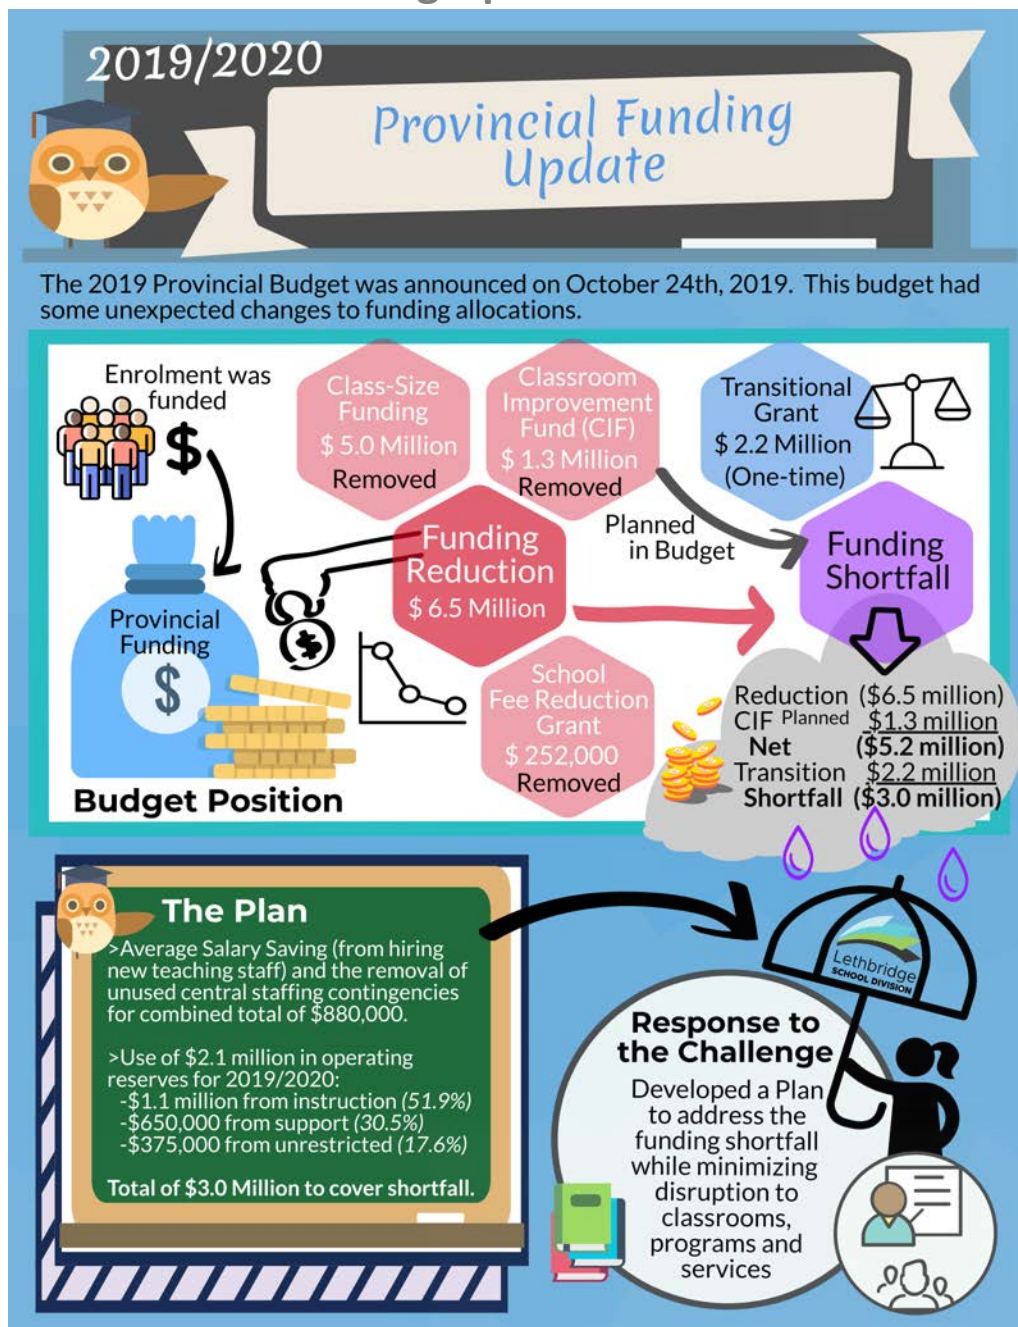 2019/2020
Provincial Funding
Update
The 2019 Provincial Budget was announced on October 24th, 2019. This budget had
some unexpected changes to funding allocations.
Enrolment was
funded
$
Provincial
Funding
$
Budget Position
Class-Size
Funding
$ 5.0 Million
Removed
Classroom
Improvement
Fund (CIF)
$ 1.3 Million
Removed
Funding
Reduction
$ 6.5 Million
$
School
Fee Reduction
Grant
$ 252,000
Removed
Planned
in Budget
Transitional
Grant
$ 2.2 Million
(One-time)
Funding
Shortfall
Reduction ($6.5 million)
CIF Planned $1.3 million
Net ($5.2 million)
Transition $2.2 million
Shortfall ($3.0 million)
The Plan
>Average Salary Saving (from hiring
new teaching staff) and the removal of
unused central staffing contingencies
for combined total of $880,000.
>Use of $2.1 million in operating
reserves for 2019/2020:
-$1.1 million from instruction (51.9%)
-$650,000 from support (30.5%)
-$375,000 from unrestricted (17.6%)
Total of $3.0 Million to cover shortfall.
Lethbridge
SCHOOL DIVISION
Response to
the Challenge
Developed a Plan
to address the
funding shortfall
while minimizing
disruption to
classrooms,
programs and
services